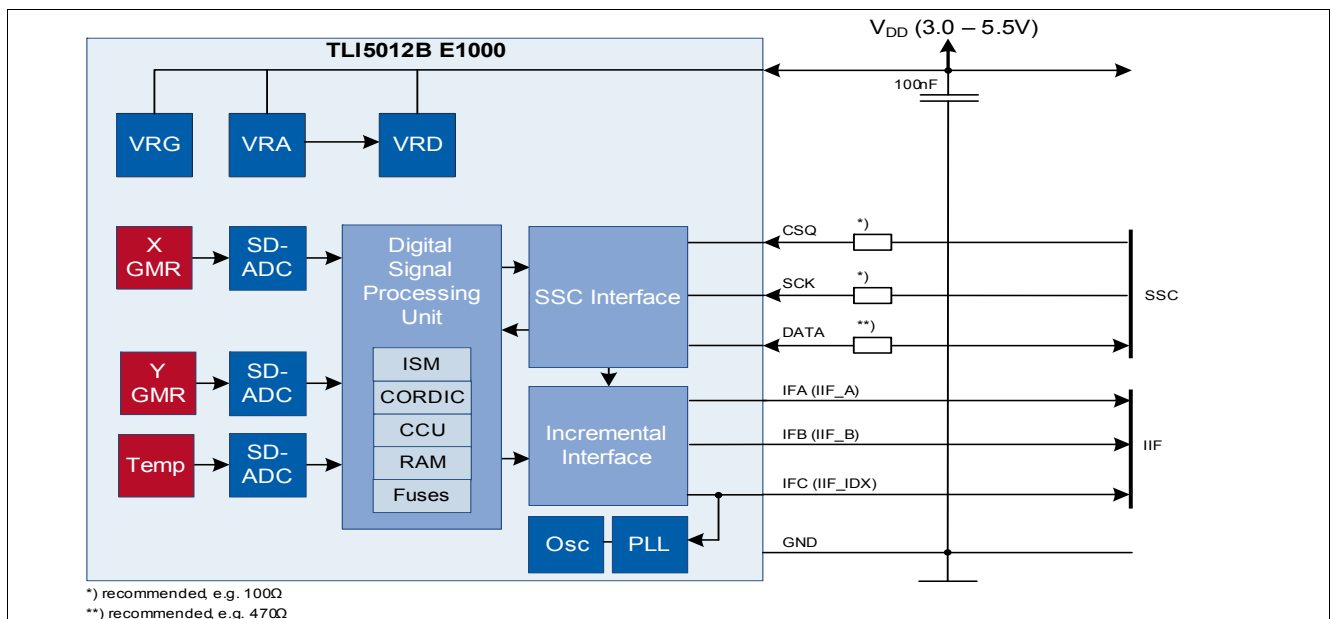 V_DD (3.0 – 5.5V)
TLI5012B E1000
100nF
VRG
VRA
VRD
X
GMR
SD-
ADC
Digital
Signal
Processing
Unit
SSC Interface
CSQ
*)
SCK
*)
SSC
DATA
**)
Y
GMR
SD-
ADC
ISM
CORDIC
CCU
RAM
Fuses
Incremental
Interface
IFA (IIF_A)
IFB (IIF_B)
IIF
IFC (IIF_IDX)
Temp
SD-
ADC
Osc
PLL
GND
*) recommended, e.g. 100Ω
**) recommended, e.g. 470Ω